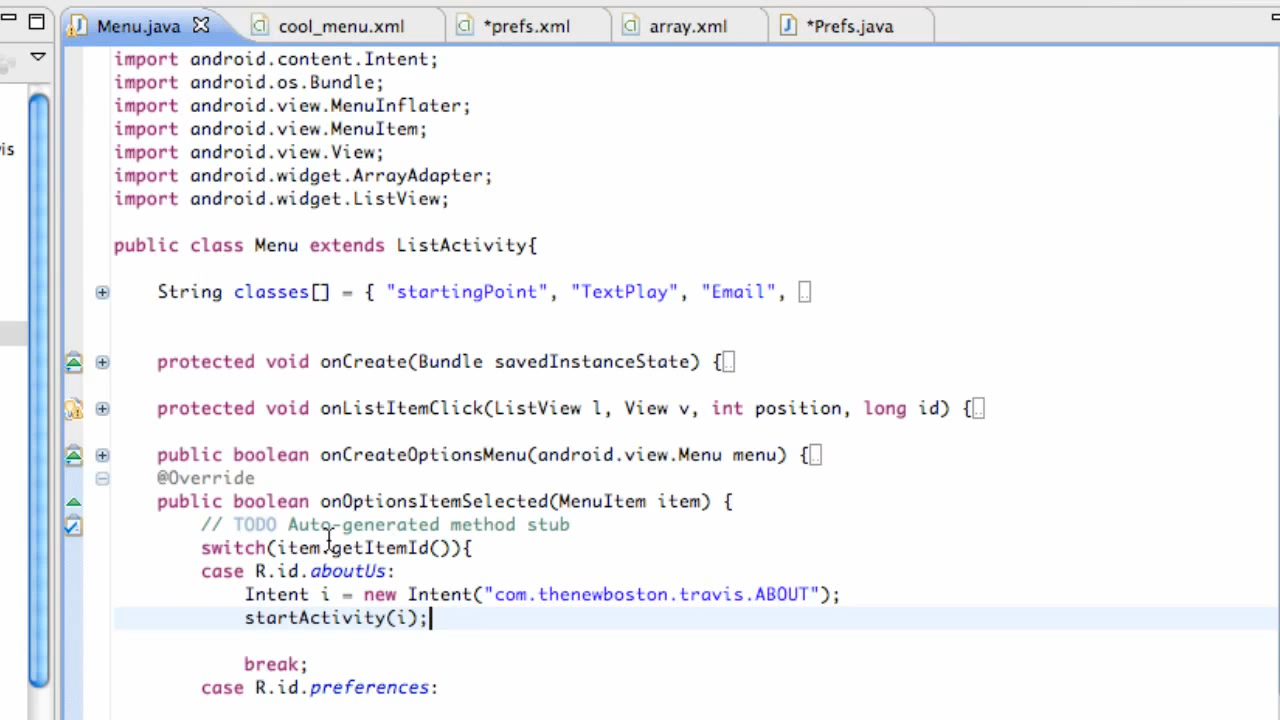 Menu.java cool_menu.xml *prefs.xml array.xml *Prefs.java
import android.content.Intent;
import android.os.Bundle;
import android.view.MenuInflater;
import android.view.MenuItem;
is
import android.view.View;
import android.widget.ArrayAdapter;
import android.widget.ListView;
public class Menu extends ListActivity{
String classes[] = { "startingPoint", "TextPlay", "Email",
protected void onCreate(Bundle savedInstanceState) {
protected void onListItemClick(ListView l, View v, int position, long id) {
public boolean onCreateOptionsMenu(android.view.Menu menu) {
@Override
public boolean onOptionsItemSelected(MenuItem item) {
// TODO Auto-generated method stub
switch(item.getItemId()){
case R.id.aboutUs:
Intent i = new Intent("com.thenewboston.travis.ABOUT");
startActivity(i);
break;
case R.id.preferences: